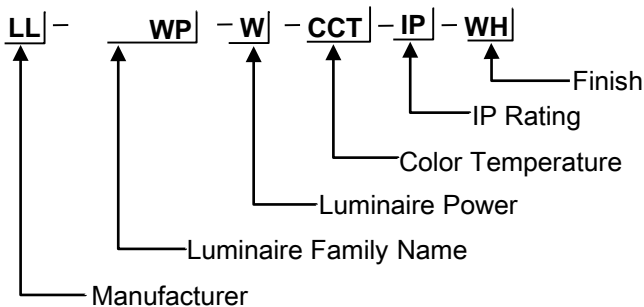 LL – WP – W – CCT – IP – WH
Finish
IP Rating
Color Temperature
Luminaire Power
Luminaire Family Name
Manufacturer